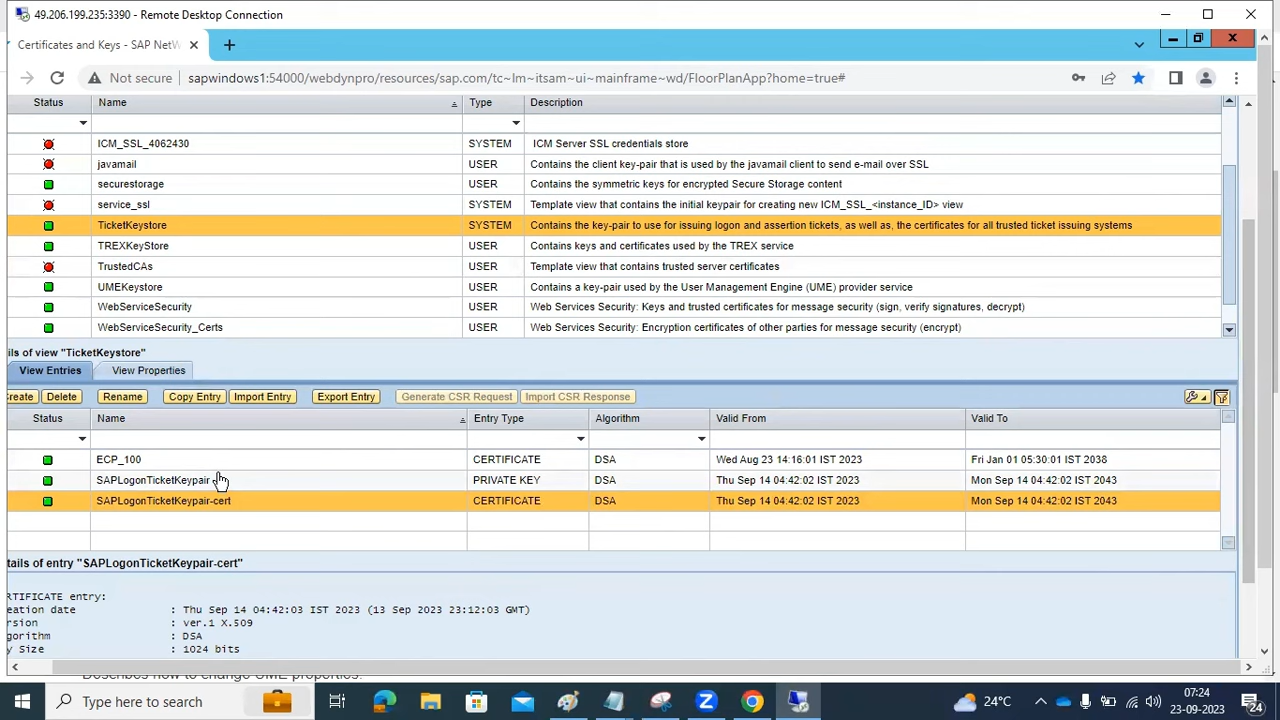 49.206.199.235:3390 - Remote Desktop Connection
Certificates and Keys - SAP NetW
Not secure
sapwindows1:54000/webdynpro/resources/sap.com/tc~lm~itsam~ui~mainframe~wd/FloorPlanApp?home=true#
Status Name Type Description
ICM_SSL_4062430 SYSTEM ICM Server SSL credentials store
javamail USER Contains the client key-pair that is used by the javamail client to send e-mail over SSL
securestorage USER Contains the symmetric keys for encrypted Secure Storage content
service_ssl USER Template view that contains the initial keypair for creating new ICM_SSL_<instance_ID> view
TicketKeystore SYSTEM Contains the key-pair to use for issuing logon and assertion tickets, as well as, the certificates for all trusted ticket issuing systems
TREXKeyStore USER Contains keys and certificates used by the TREX service
TrustedCAs USER Template view that contains trusted server certificates
UMEKeystore USER Contains a key-pair used by the User Management Engine (UME) provider service
WebServiceSecurity USER Web Services Security: Keys and trusted certificates for message security (sign, verify signatures, decrypt)
WebServiceSecurity_Certs USER Web Services Security: Encryption certificates of other parties for message security (encrypt)
ils of view "TicketKeystore"
View Entries View Properties
Create Delete Rename Copy Entry Import Entry Export Entry Generate CSR Request Import CSR Response
Status Name Entry Type Algorithm Valid From Valid To
ECP_100 CERTIFICATE DSA Wed Aug 23 14:16:01 IST 2023 Fri Jan 01 05:30:01 IST 2038
SAPLogonTicketKeypair PRIVATE KEY DSA Thu Sep 14 04:42:02 IST 2023 Mon Sep 14 04:42:02 IST 2043
SAPLogonTicketKeypair-cert CERTIFICATE DSA Thu Sep 14 04:42:02 IST 2023 Mon Sep 14 04:42:02 IST 2043
tails of entry "SAPLogonTicketKeypair-cert"
RTIFICATE entry:
eation date : Thu Sep 14 04:42:03 IST 2023 (13 Sep 2023 23:12:03 GMT)
rsion : ver.1 X.509
gorithm : DSA
y Size : 1024 bits
Describes how to change UME properties.
Type here to search
24°C
07:24
23-09-2023
24